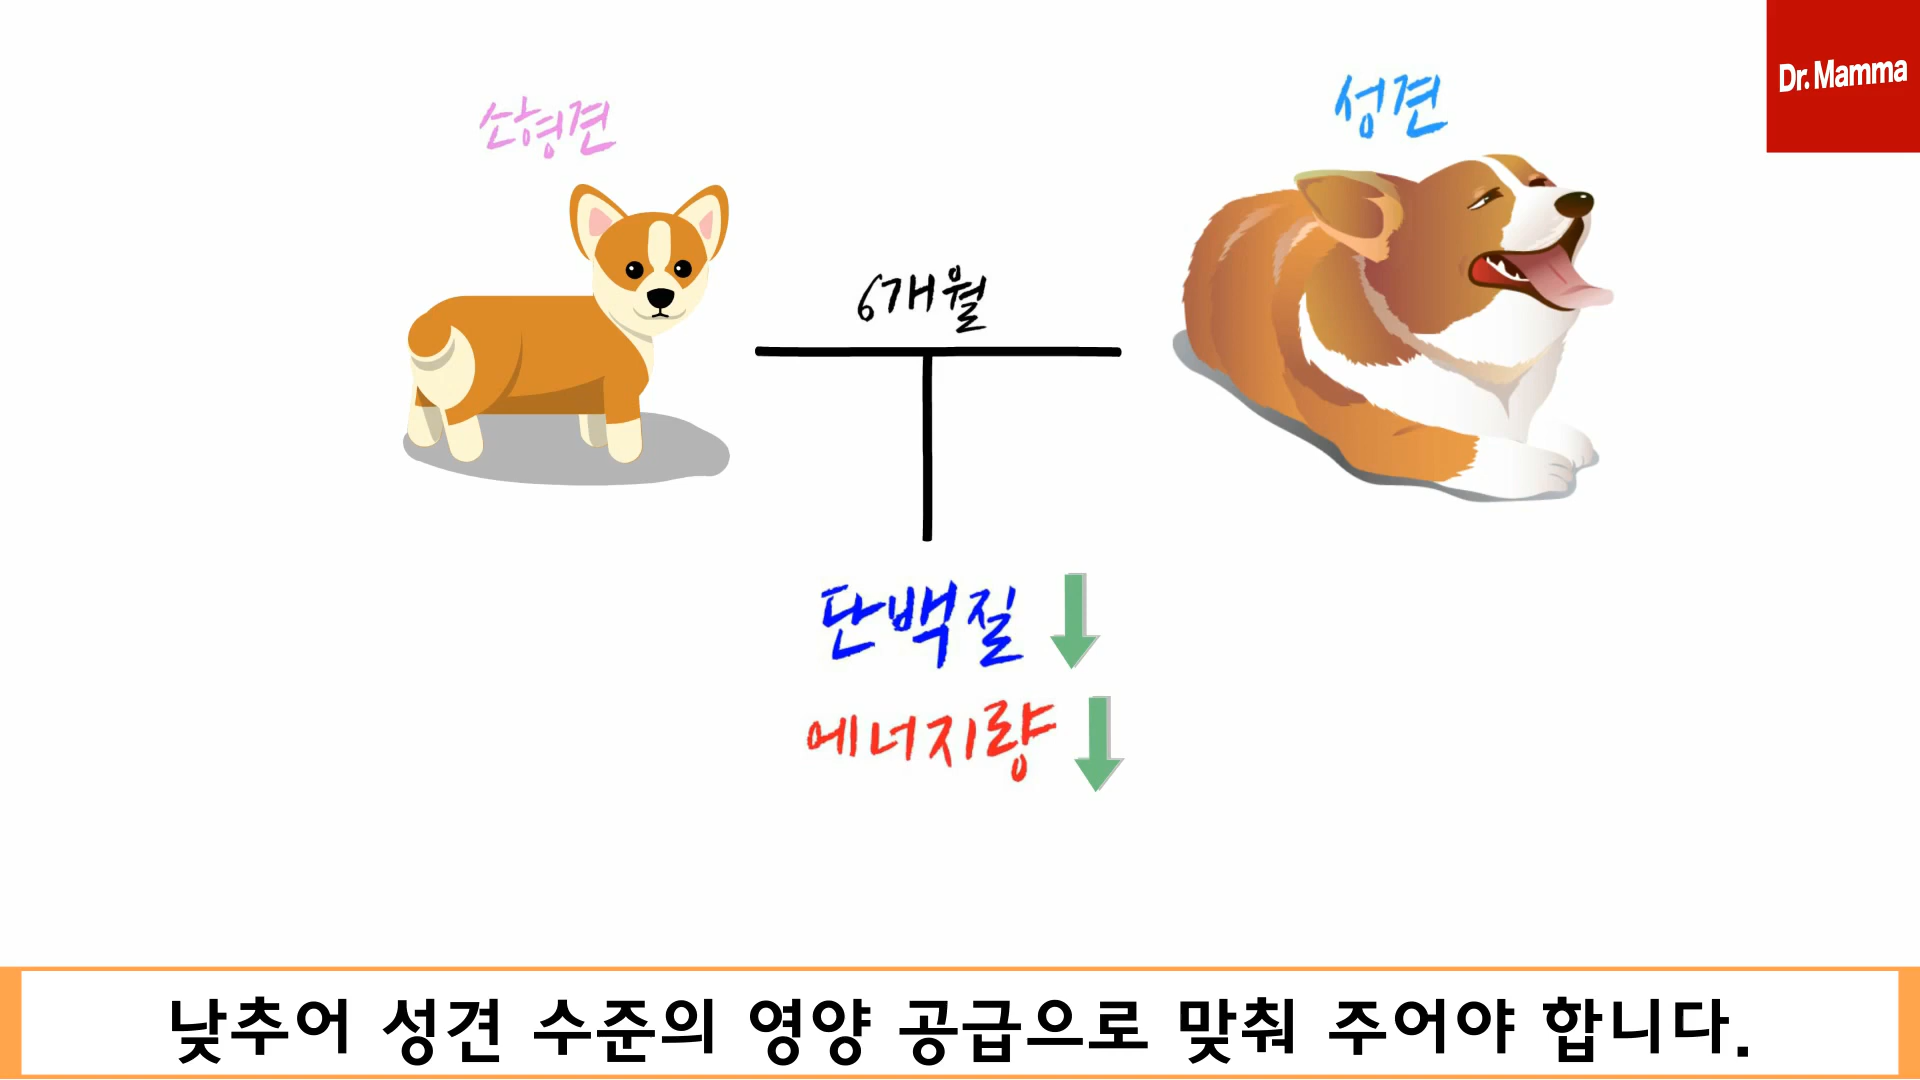 소형견
성견
Dr. Mamma
6개월
단백질
에너지량
낮추어 성견 수준의 영양 공급으로 맞춰 주어야 합니다.